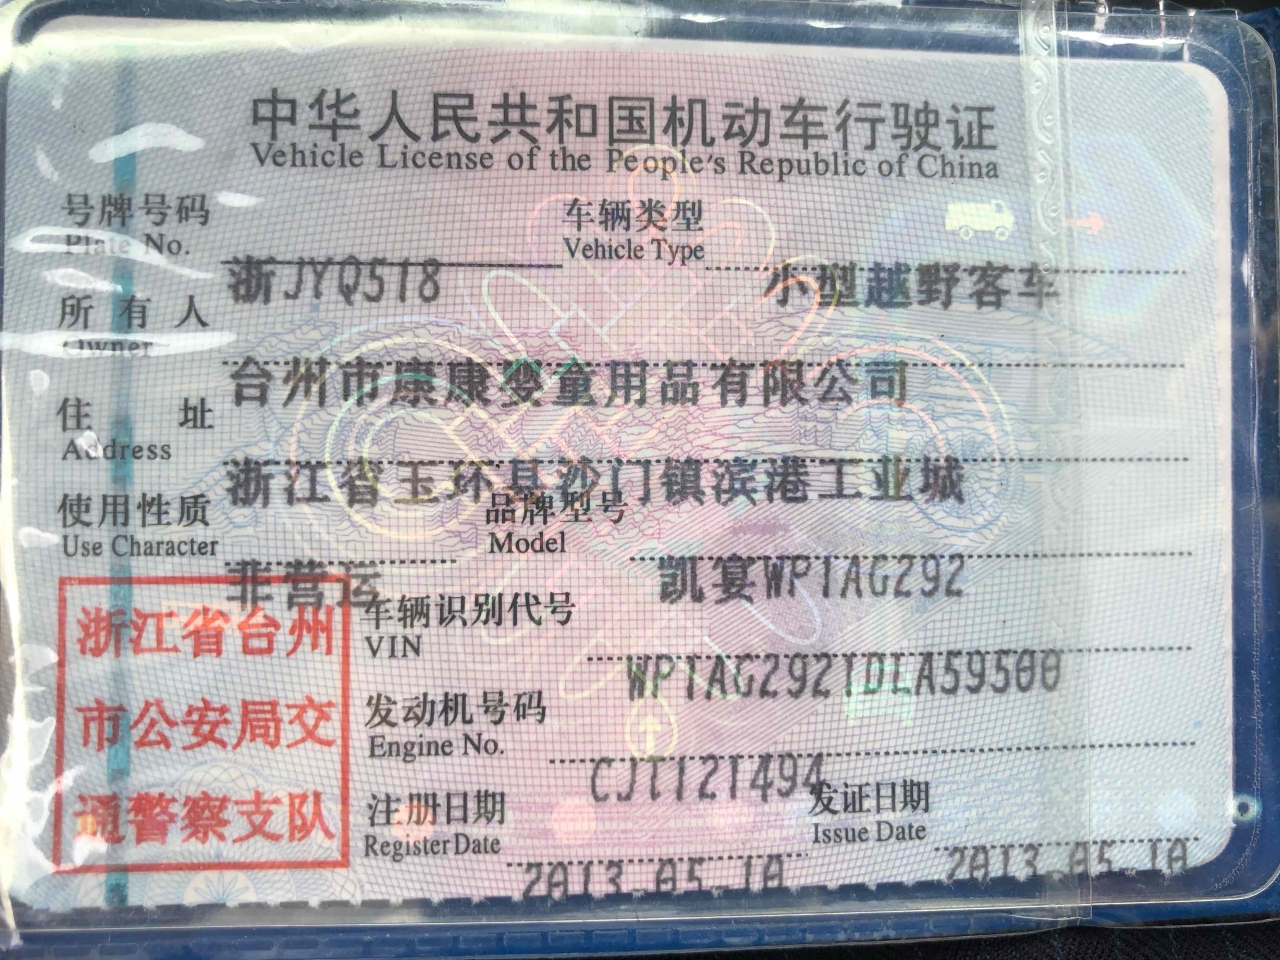 中华人民共和国机动车行驶证
Vehicle License of the People's Republic of China
号牌号码 车辆类型
Plate No. Vehicle Type
浙JYQ518 小型越野客车
所有人
Owner
台州市康康婴童用品有限公司
住址
Address
浙江省玉环县沙门镇滨港工业城
使用性质 品牌型号
Use Character Model
非营运 凯宴WP1AG292
浙江省台州
市公安局交
通警察支队
车辆识别代号
VIN
WP1AG2921DLA59500
发动机号码
Engine No.
CJT121494
注册日期 发证日期
Register Date Issue Date
2013.05.10 2013.05.10